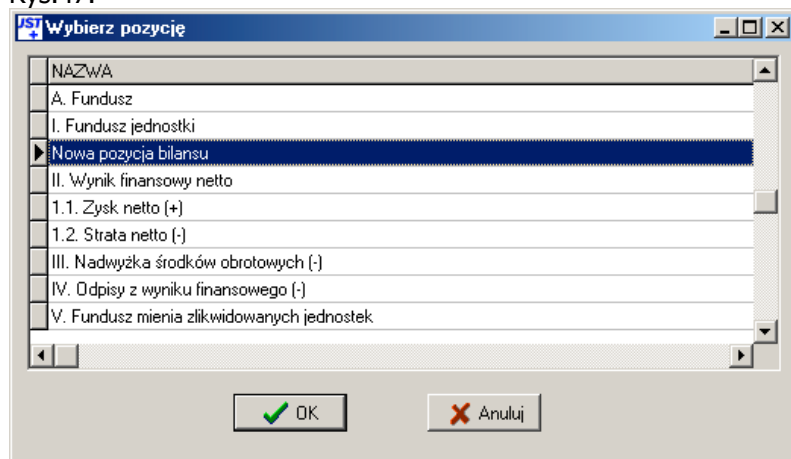 JST
+
Wybierz pozycję
NAZWA
A. Fundusz
I. Fundusz jednostki
Nowa pozycja bilansu
II. Wynik finansowy netto
1.1. Zysk netto (+)
1.2. Strata netto (-)
III. Nadwyżka środków obrotowych (-)
IV. Odpisy z wyniku finansowego (-)
V. Fundusz mienia zlikwidowanych jednostek
OK Anuluj